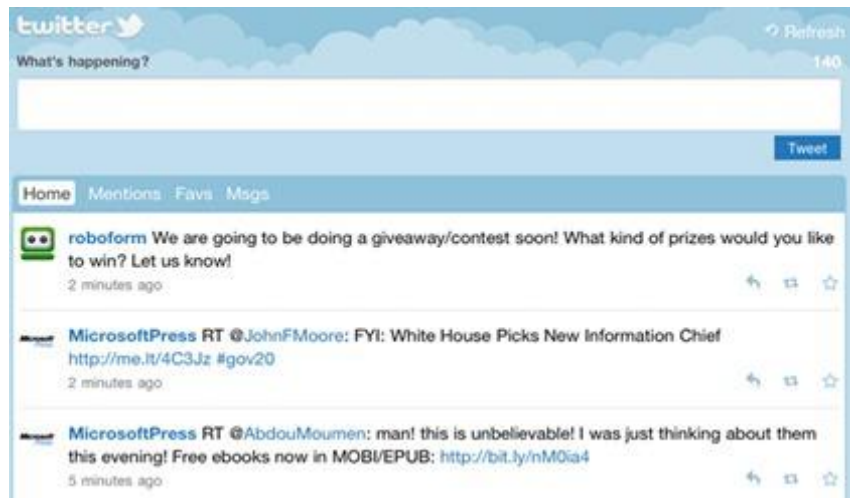 twitter
Refresh
What's happening?
140
Tweet
Home Mentions Favs Msgs
roboform We are going to be doing a giveaway/contest soon! What kind of prizes would you like
to win? Let us know!
2 minutes ago
MicrosoftPress RT @JohnFMoore: FYI: White House Picks New Information Chief
http://me.lt/4C3Jz #gov20
2 minutes ago
MicrosoftPress RT @AbdouMoumen: man! this is unbelievable! I was just thinking about them
this evening! Free ebooks now in MOBI/EPUB: http://bit.ly/nM0ia4
5 minutes ago